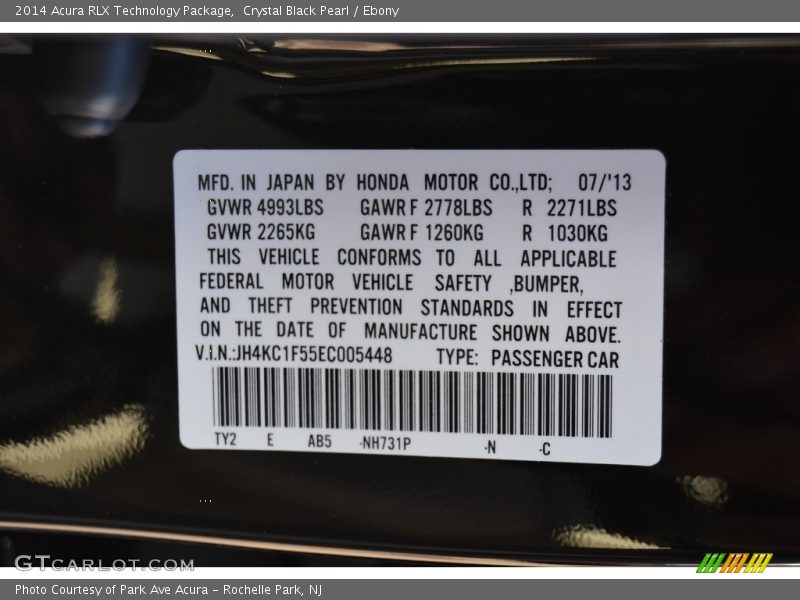 2014 Acura RLX Technology Package,  Crystal Black Pearl / Ebony
MFD. IN JAPAN BY HONDA MOTOR CO.,LTD; 07/'13
GVWR 4993LBS GAWR F 2778LBS R 2271LBS
GVWR 2265KG GAWR F 1260KG R 1030KG
THIS VEHICLE CONFORMS TO ALL APPLICABLE
FEDERAL MOTOR VEHICLE SAFETY ,BUMPER,
AND THEFT PREVENTION STANDARDS IN EFFECT
ON THE DATE OF MANUFACTURE SHOWN ABOVE.
V.I.N.:JH4KC1F55EC005448 TYPE: PASSENGER CAR
TY2 E AB5 -NH731P -N -C
GTCARLOT.COM
Photo Courtesy of Park Ave Acura - Rochelle Park, NJ